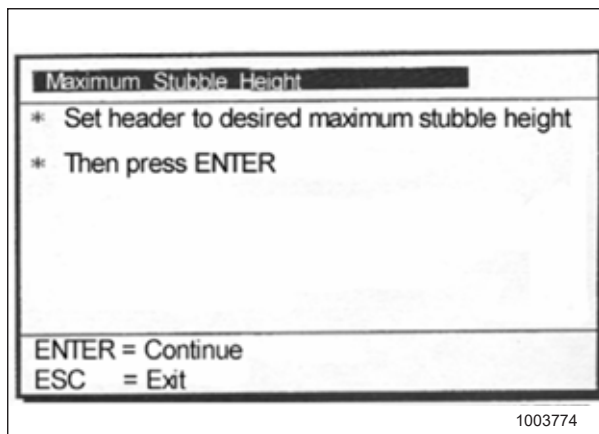 Maximum Stubble Height
* Set header to desired maximum stubble height
* Then press ENTER
ENTER = Continue
ESC = Exit
1003774